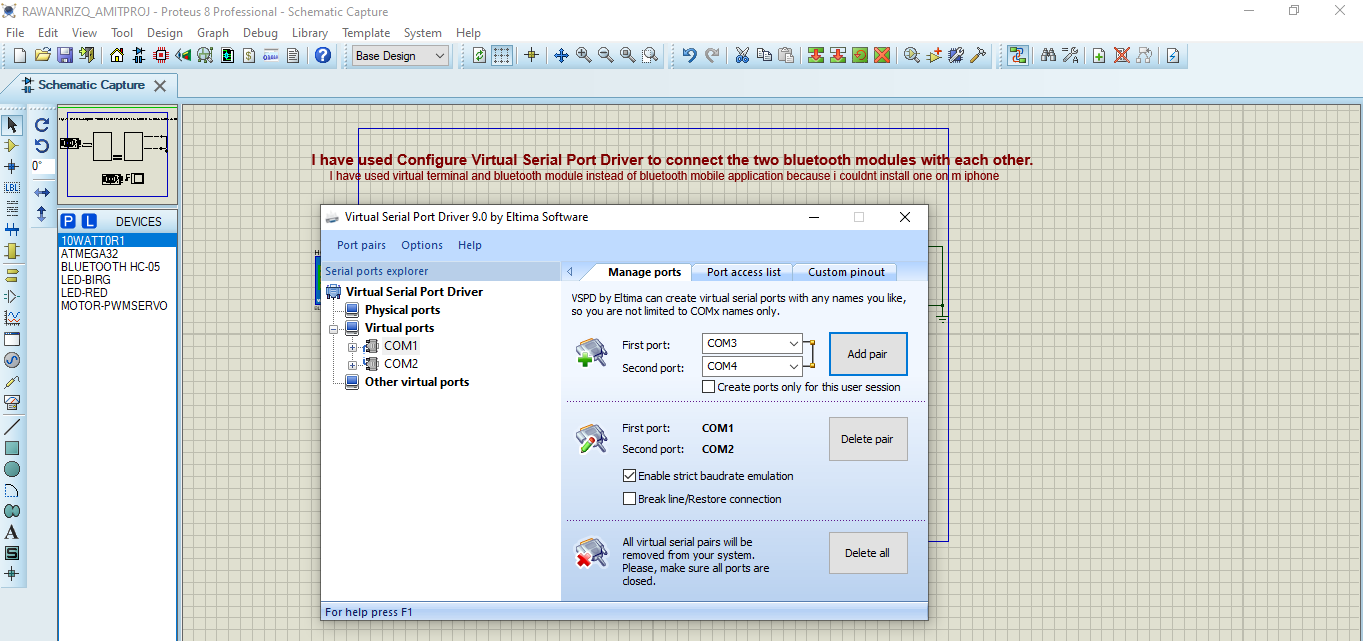 RAWANRIZQ_AMITPROJ - Proteus 8 Professional - Schematic Capture
File Edit View Tool Design Graph Debug Library Template System Help
Base Design
Schematic Capture
0°
LBL
P L DEVICES
10WATT0R1
ATMEGA32
BLUETOOTH HC-05
LED-BIRG
LED-RED
MOTOR-PWMSERVO
A
S
I have used Configure Virtual Serial Port Driver to connect the two bluetooth modules with each other.
I have used virtual terminal and bluetooth module instead of bluetooth mobile application because i couldnt install one on m iphone
Virtual Serial Port Driver 9.0 by Eltima Software
Port pairs Options Help
Serial ports explorer
Virtual Serial Port Driver
Physical ports
Virtual ports
COM1
COM2
Other virtual ports
Manage ports Port access list Custom pinout
VSPD by Eltima can create virtual serial ports with any names you like,
so you are not limited to COMx names only.
First port: COM3
Second port: COM4
Add pair
Create ports only for this user session
First port: COM1
Second port: COM2
Delete pair
Enable strict baudrate emulation
Break line/Restore connection
All virtual serial pairs will be
removed from your system.
Please, make sure all ports are
closed.
Delete all
For help press F1